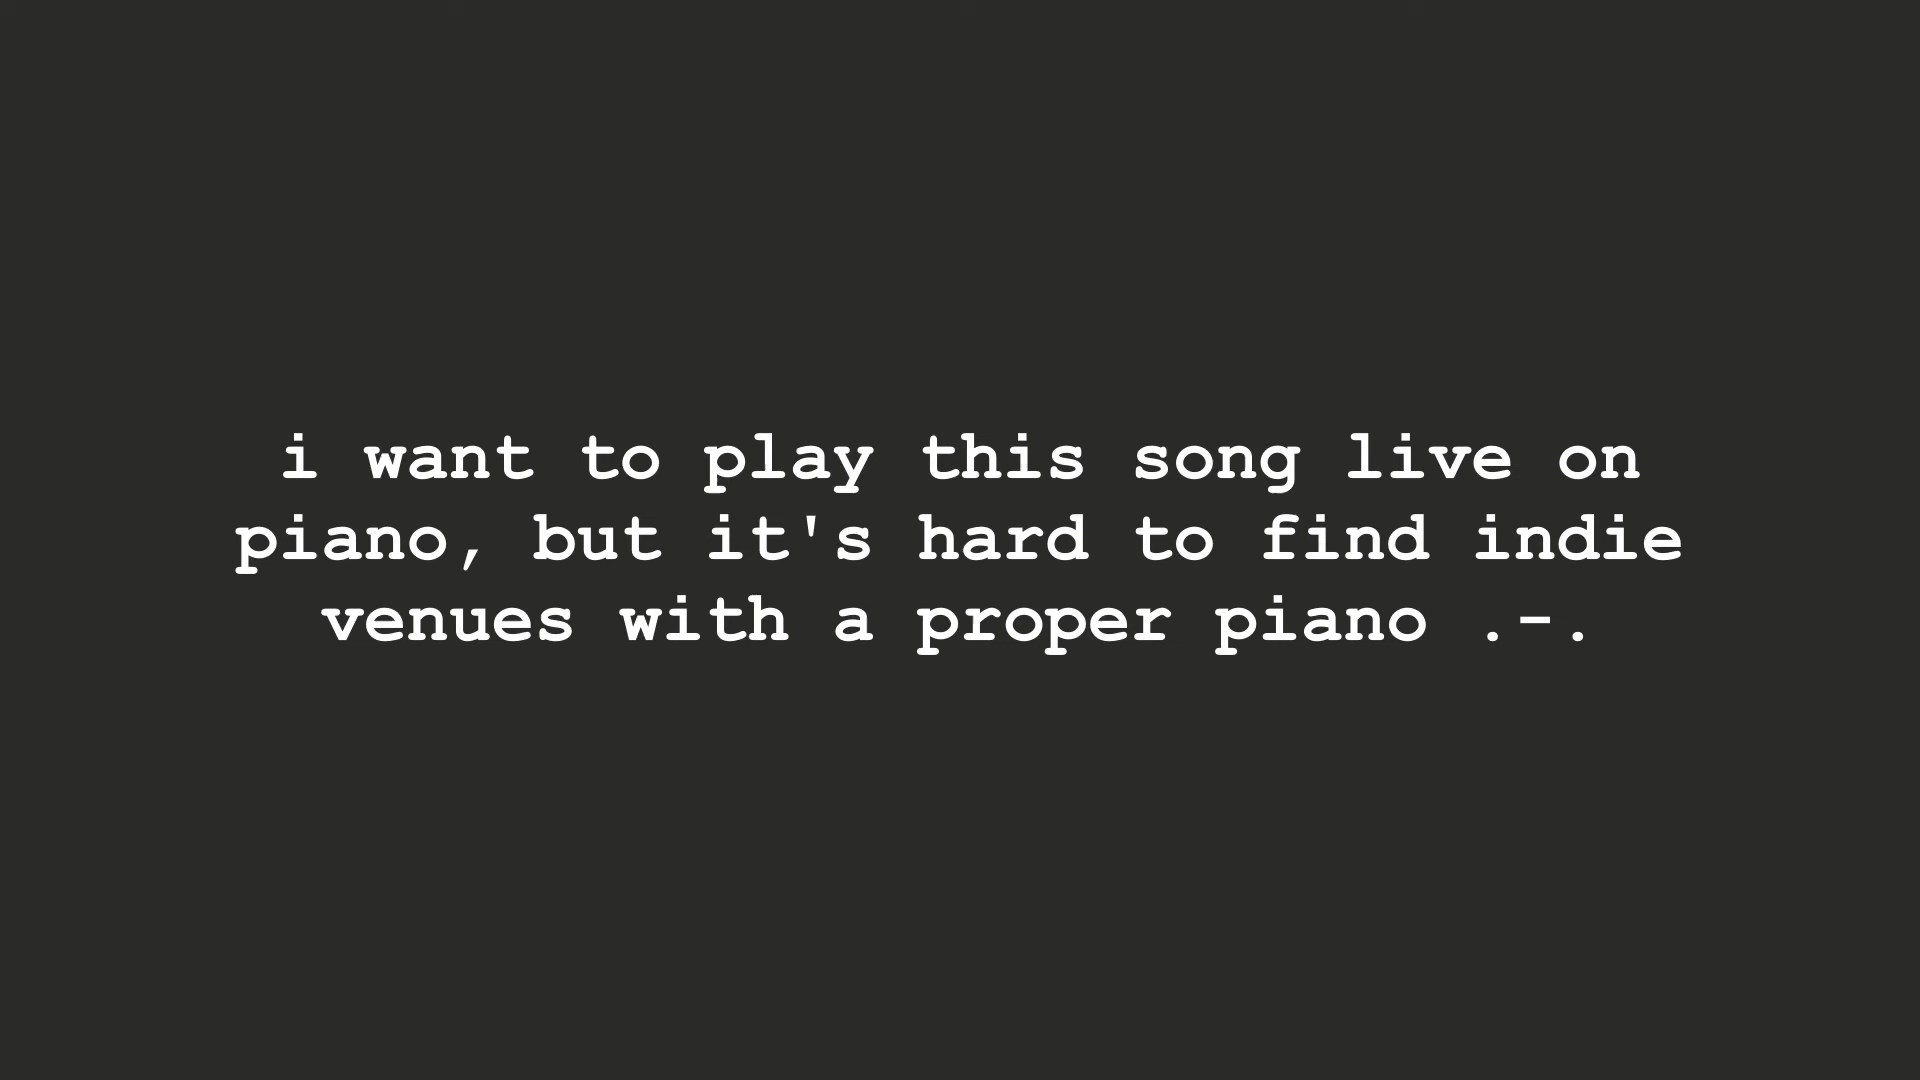 i want to play this song live on
piano, but it's hard to find indie
venues with a proper piano .-.